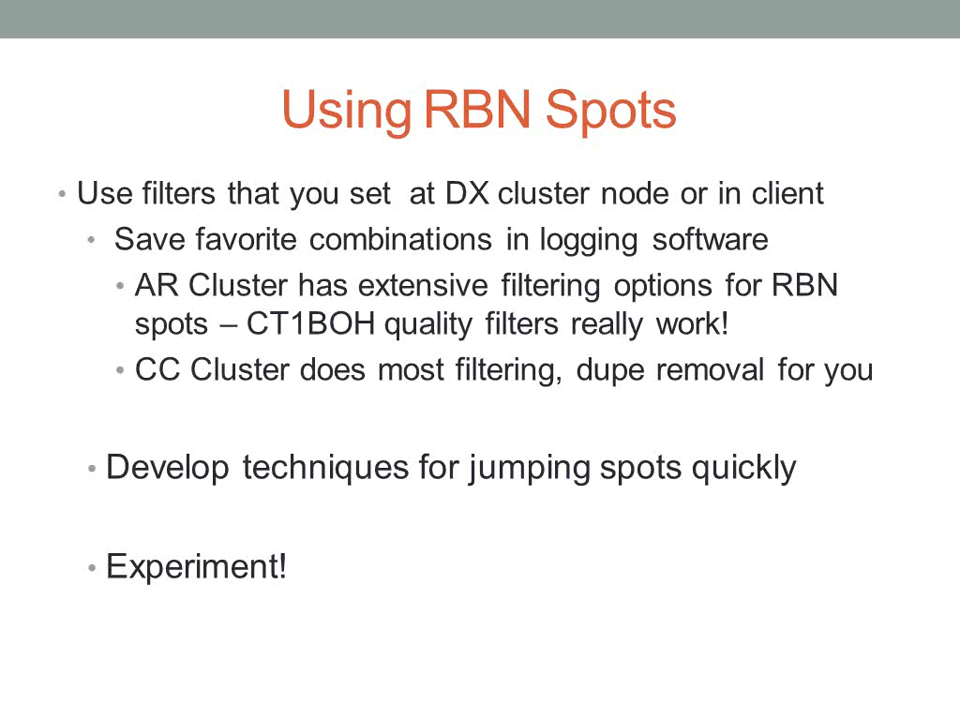 Using RBN Spots
• Use filters that you set  at DX cluster node or in client
• Save favorite combinations in logging software
• AR Cluster has extensive filtering options for RBN
spots – CT1BOH quality filters really work!
• CC Cluster does most filtering, dupe removal for you
• Develop techniques for jumping spots quickly
• Experiment!